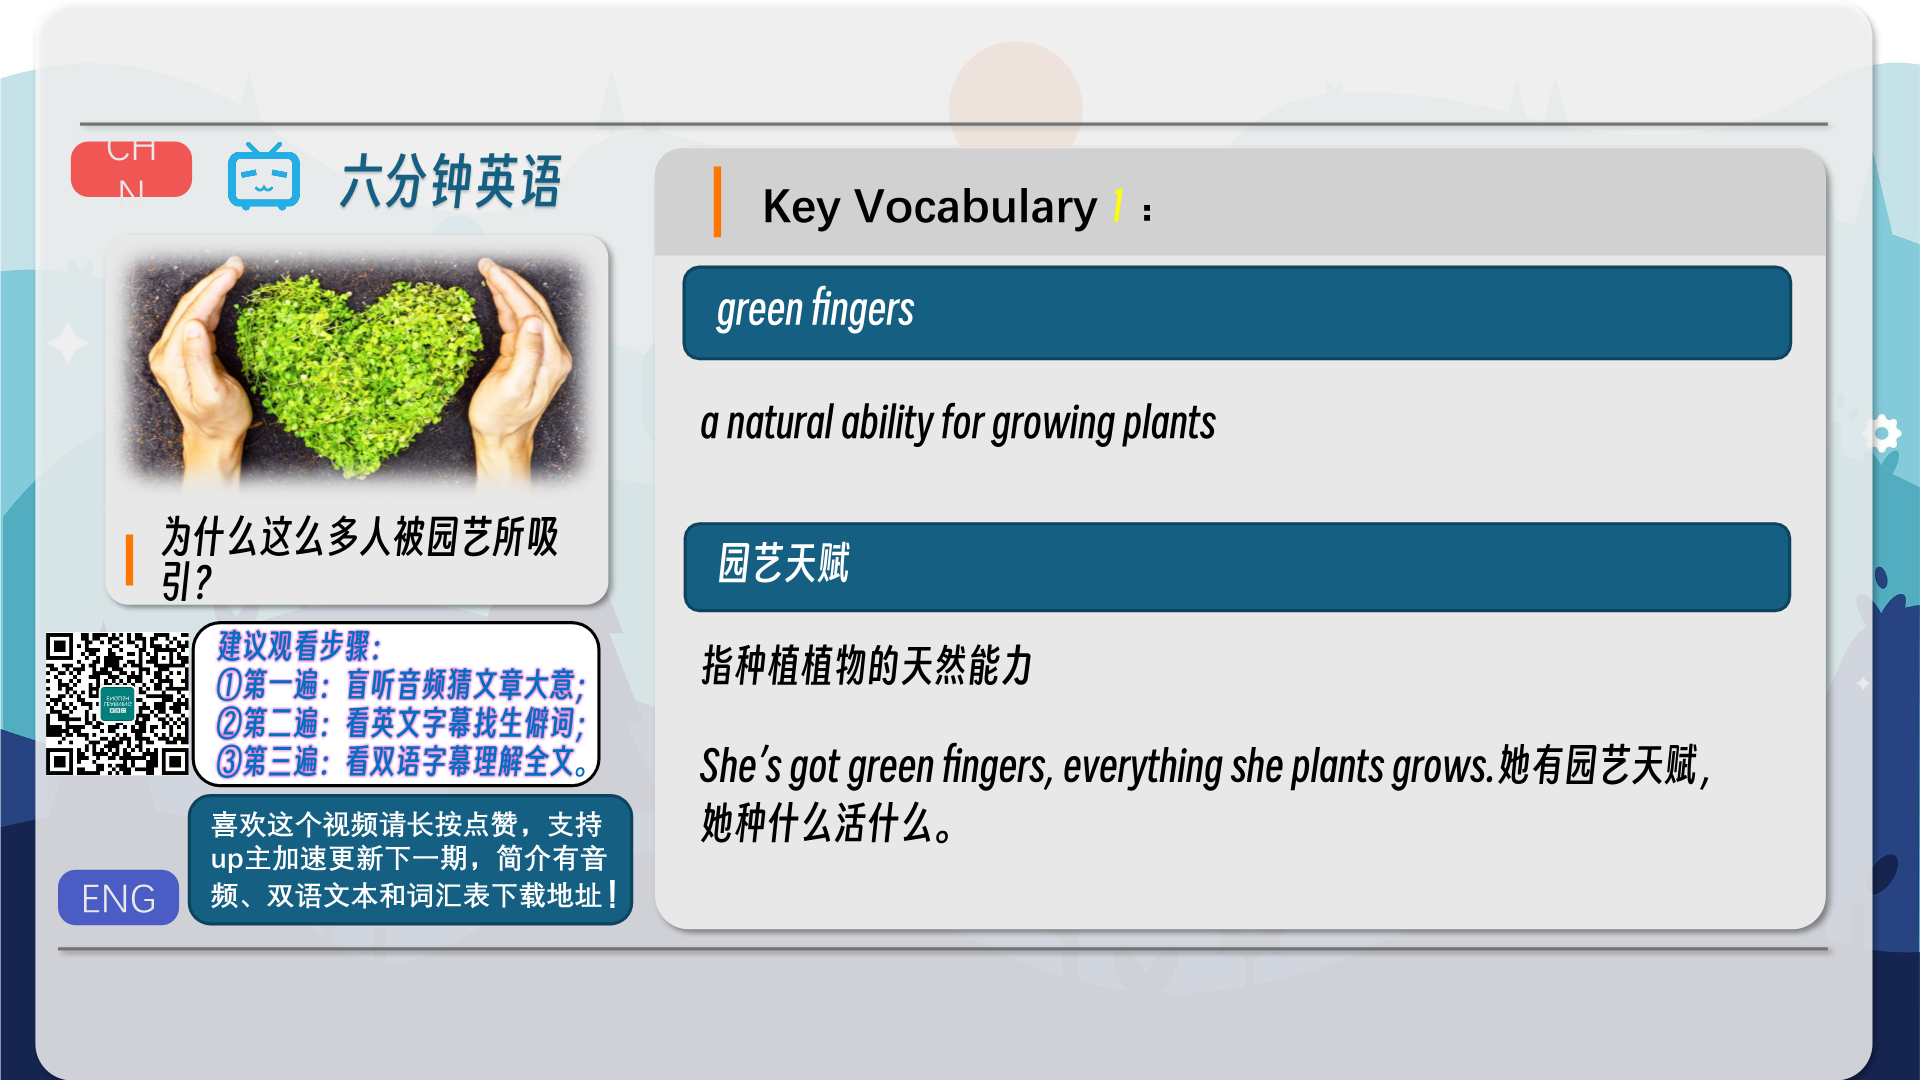 CH
N
六分钟英语
为什么这么多人被园艺所吸
引?
建议观看步骤：
①第一遍：盲听音频猜文章大意；
②第二遍：看英文字幕找生僻词；
③第三遍：看双语字幕理解全文。
喜欢这个视频请长按点赞，支持
up主加速更新下一期，简介有音
频、双语文本和词汇表下载地址！
ENG
Key Vocabulary 1：
green fingers
a natural ability for growing plants
园艺天赋
指种植植物的天然能力
She's got green fingers, everything she plants grows.她有园艺天赋，
她种什么活什么。